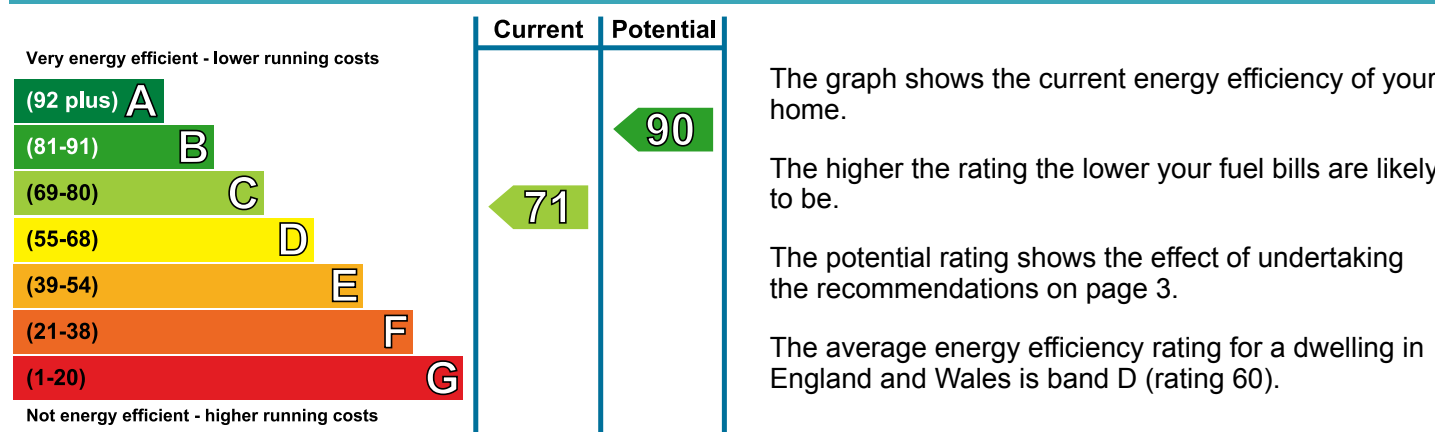 Current Potential
Very energy efficient - lower running costs
(92 plus) A
(81-91) B
(69-80) C
(55-68) D
(39-54) E
(21-38) F
(1-20) G
Not energy efficient - higher running costs
71
90
The graph shows the current energy efficiency of your
home.
The higher the rating the lower your fuel bills are likely
to be.
The potential rating shows the effect of undertaking
the recommendations on page 3.
The average energy efficiency rating for a dwelling in
England and Wales is band D (rating 60).